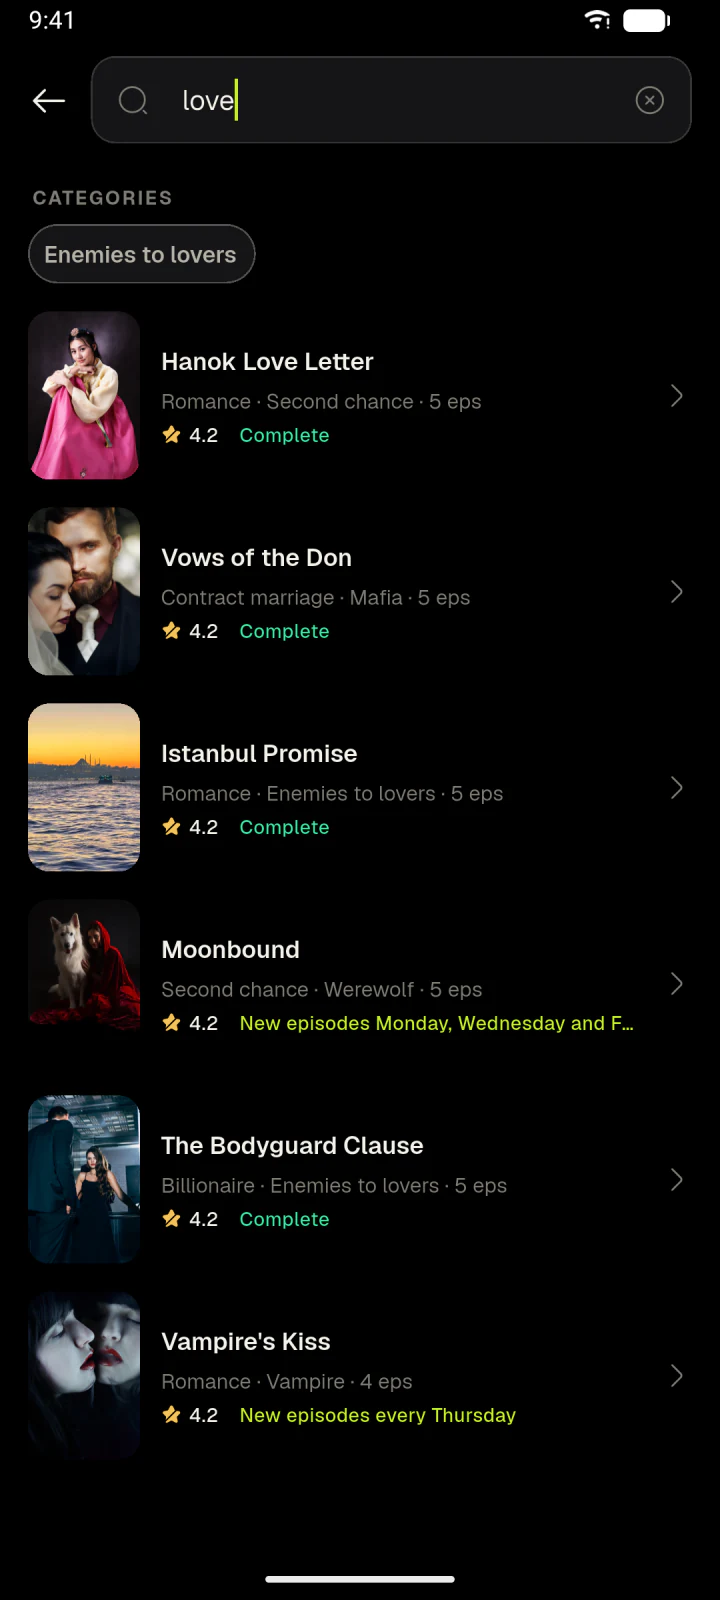 9:41
love
CATEGORIES
Enemies to lovers
Hanok Love Letter
Romance · Second chance · 5 eps
4.2 Complete
Vows of the Don
Contract marriage · Mafia · 5 eps
4.2 Complete
Istanbul Promise
Romance · Enemies to lovers · 5 eps
4.2 Complete
Moonbound
Second chance · Werewolf · 5 eps
4.2 New episodes Monday, Wednesday and F...
The Bodyguard Clause
Billionaire · Enemies to lovers · 5 eps
4.2 Complete
Vampire's Kiss
Romance · Vampire · 4 eps
4.2 New episodes every Thursday